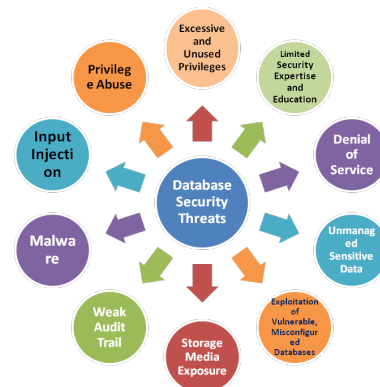 Excessive
and
Unused
Privileges
Limited
Security
Expertise
and
Education
Denial
of
Service
Unmanag
ed
Sensitive
Data
Exploitation
of
Vulnerable,
Misconfigur
ed
Databases
Storage
Media
Exposure
Weak
Audit
Trail
Malwa
re
Input
Injecti
on
Privileg
e Abuse
Database
Security
Threats